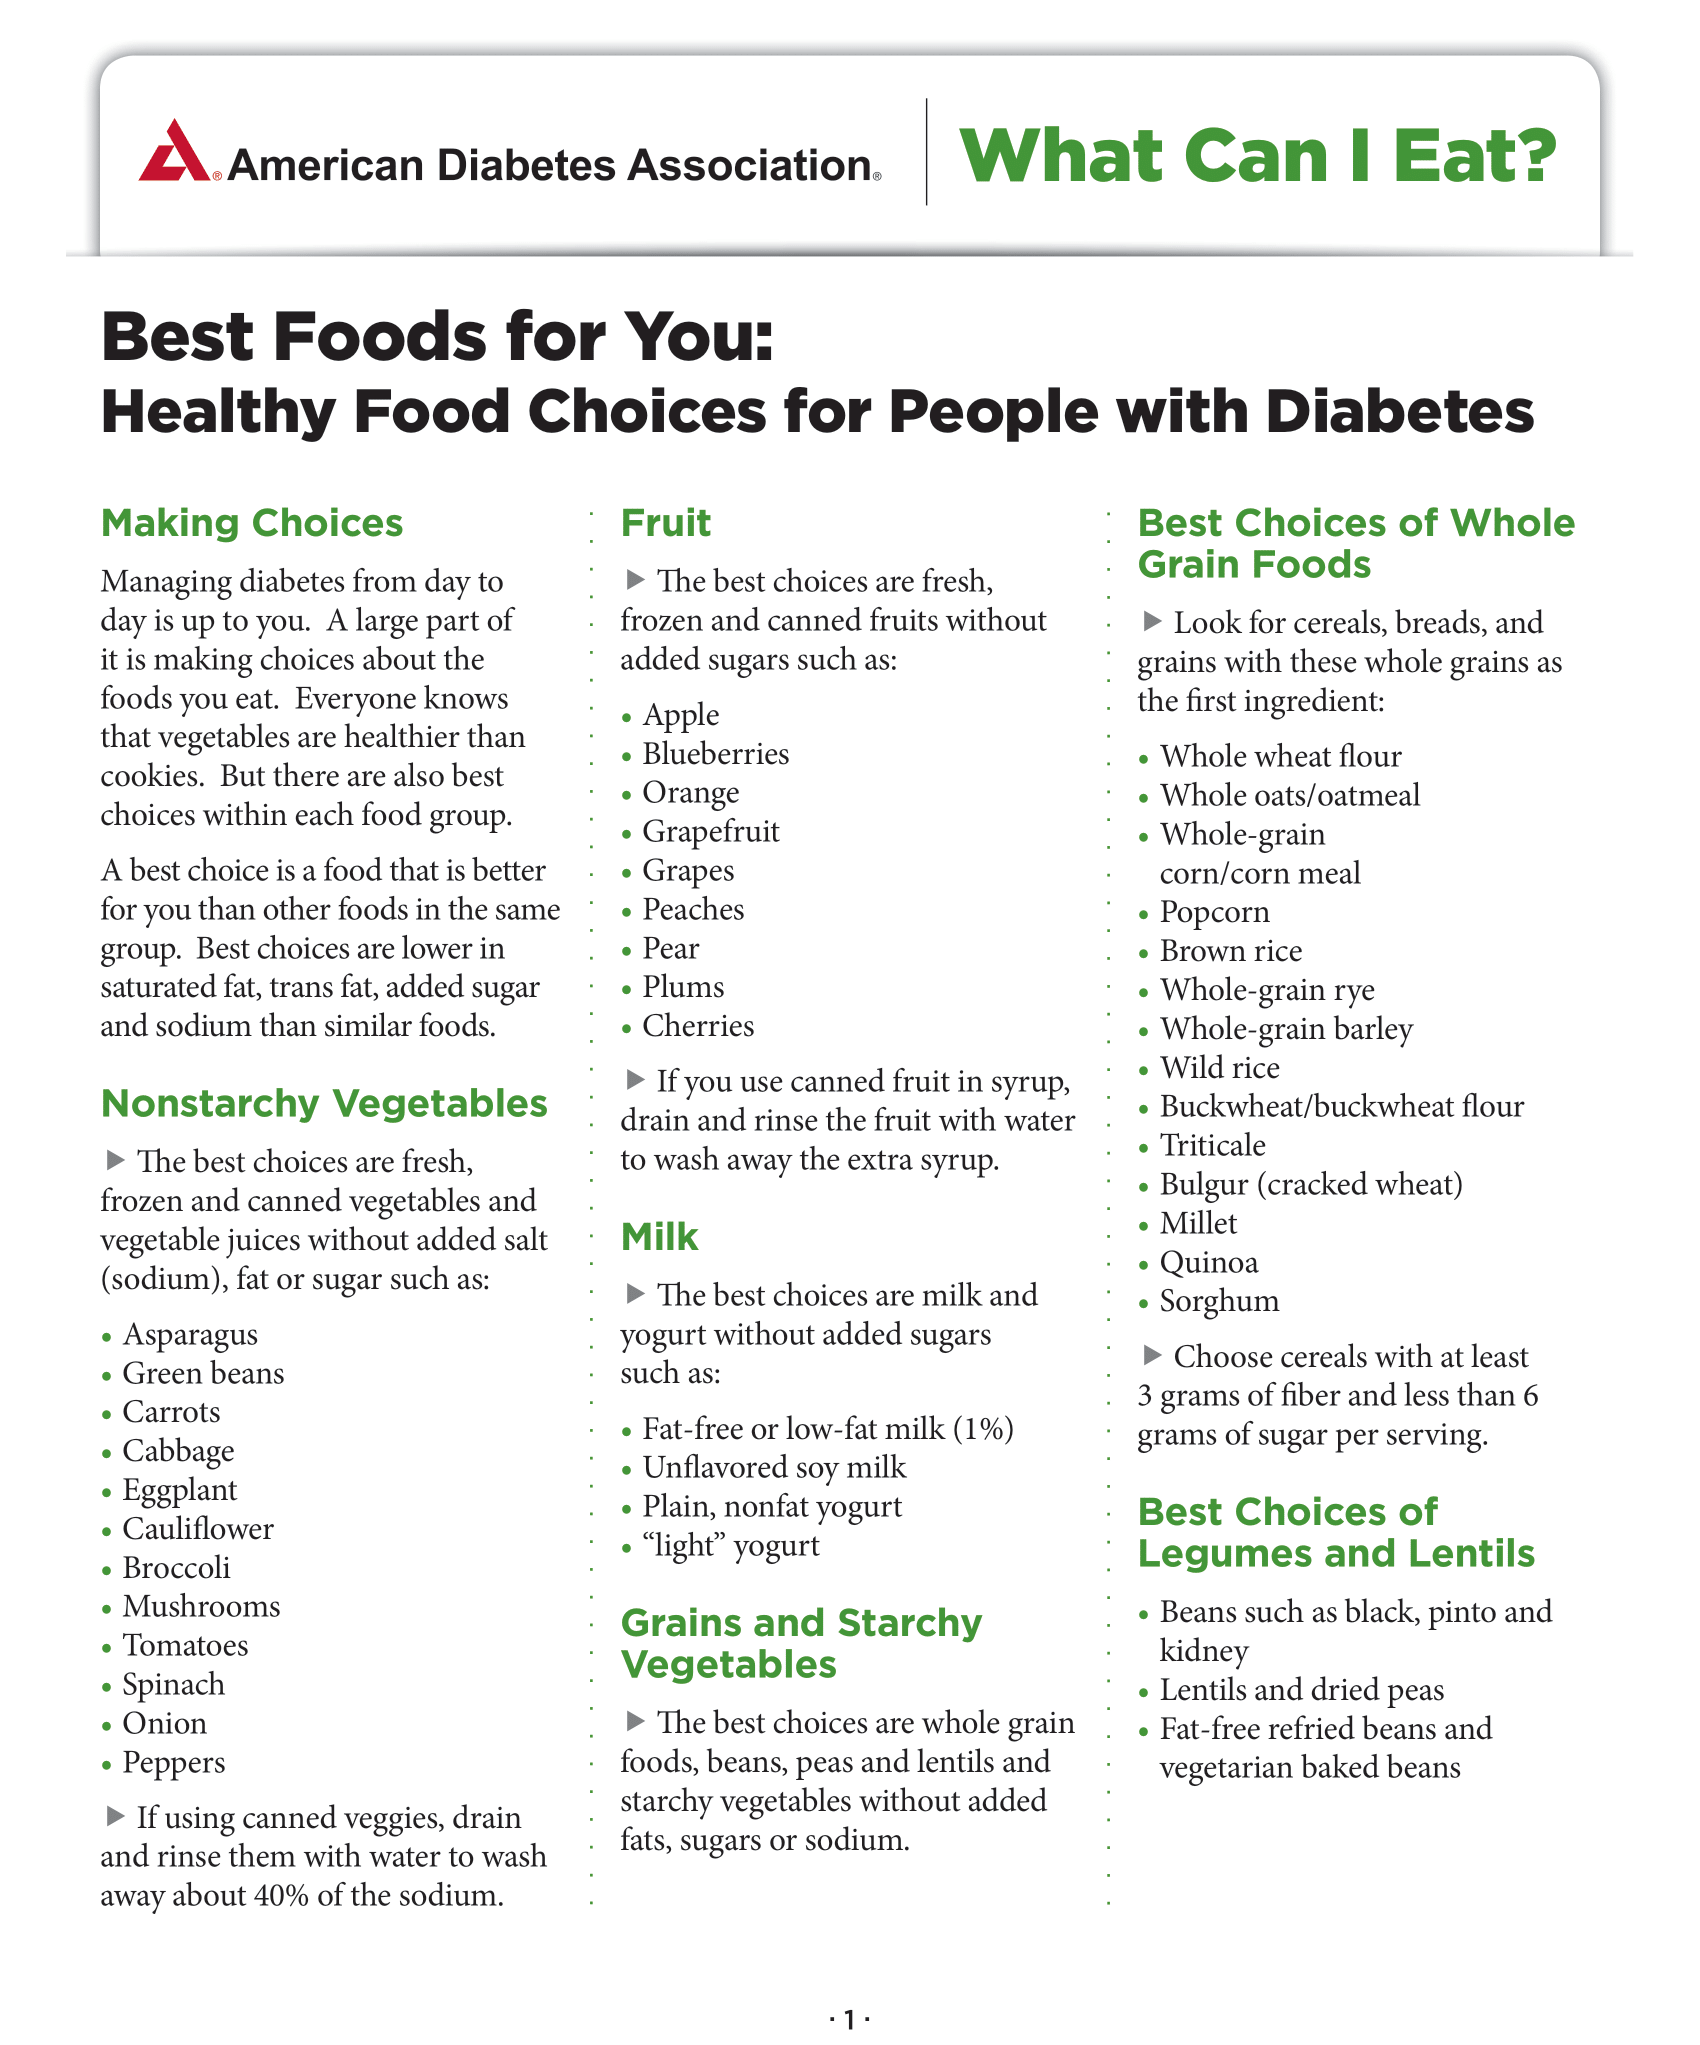 American Diabetes Association®
What Can I Eat?
Best Foods for You:
Healthy Food Choices for People with Diabetes
Making Choices
Managing diabetes from day to
day is up to you.  A large part of
it is making choices about the
foods you eat.  Everyone knows
that vegetables are healthier than
cookies.  But there are also best
choices within each food group.
A best choice is a food that is better
for you than other foods in the same
group.  Best choices are lower in
saturated fat, trans fat, added sugar
and sodium than similar foods.
Nonstarchy Vegetables
▶ The best choices are fresh,
frozen and canned vegetables and
vegetable juices without added salt
(sodium), fat or sugar such as:
• Asparagus
• Green beans
• Carrots
• Cabbage
• Eggplant
• Cauliflower
• Broccoli
• Mushrooms
• Tomatoes
• Spinach
• Onion
• Peppers
▶ If using canned veggies, drain
and rinse them with water to wash
away about 40% of the sodium.
Fruit
▶ The best choices are fresh,
frozen and canned fruits without
added sugars such as:
• Apple
• Blueberries
• Orange
• Grapefruit
• Grapes
• Peaches
• Pear
• Plums
• Cherries
▶ If you use canned fruit in syrup,
drain and rinse the fruit with water
to wash away the extra syrup.
Milk
▶ The best choices are milk and
yogurt without added sugars
such as:
• Fat-free or low-fat milk (1%)
• Unflavored soy milk
• Plain, nonfat yogurt
• “light” yogurt
Grains and Starchy
Vegetables
▶ The best choices are whole grain
foods, beans, peas and lentils and
starchy vegetables without added
fats, sugars or sodium.
Best Choices of Whole
Grain Foods
▶ Look for cereals, breads, and
grains with these whole grains as
the first ingredient:
• Whole wheat flour
• Whole oats/oatmeal
• Whole-grain
corn/corn meal
• Popcorn
• Brown rice
• Whole-grain rye
• Whole-grain barley
• Wild rice
• Buckwheat/buckwheat flour
• Triticale
• Bulgur (cracked wheat)
• Millet
• Quinoa
• Sorghum
▶ Choose cereals with at least
3 grams of fiber and less than 6
grams of sugar per serving.
Best Choices of
Legumes and Lentils
• Beans such as black, pinto and
kidney
• Lentils and dried peas
• Fat-free refried beans and
vegetarian baked beans
· 1 ·